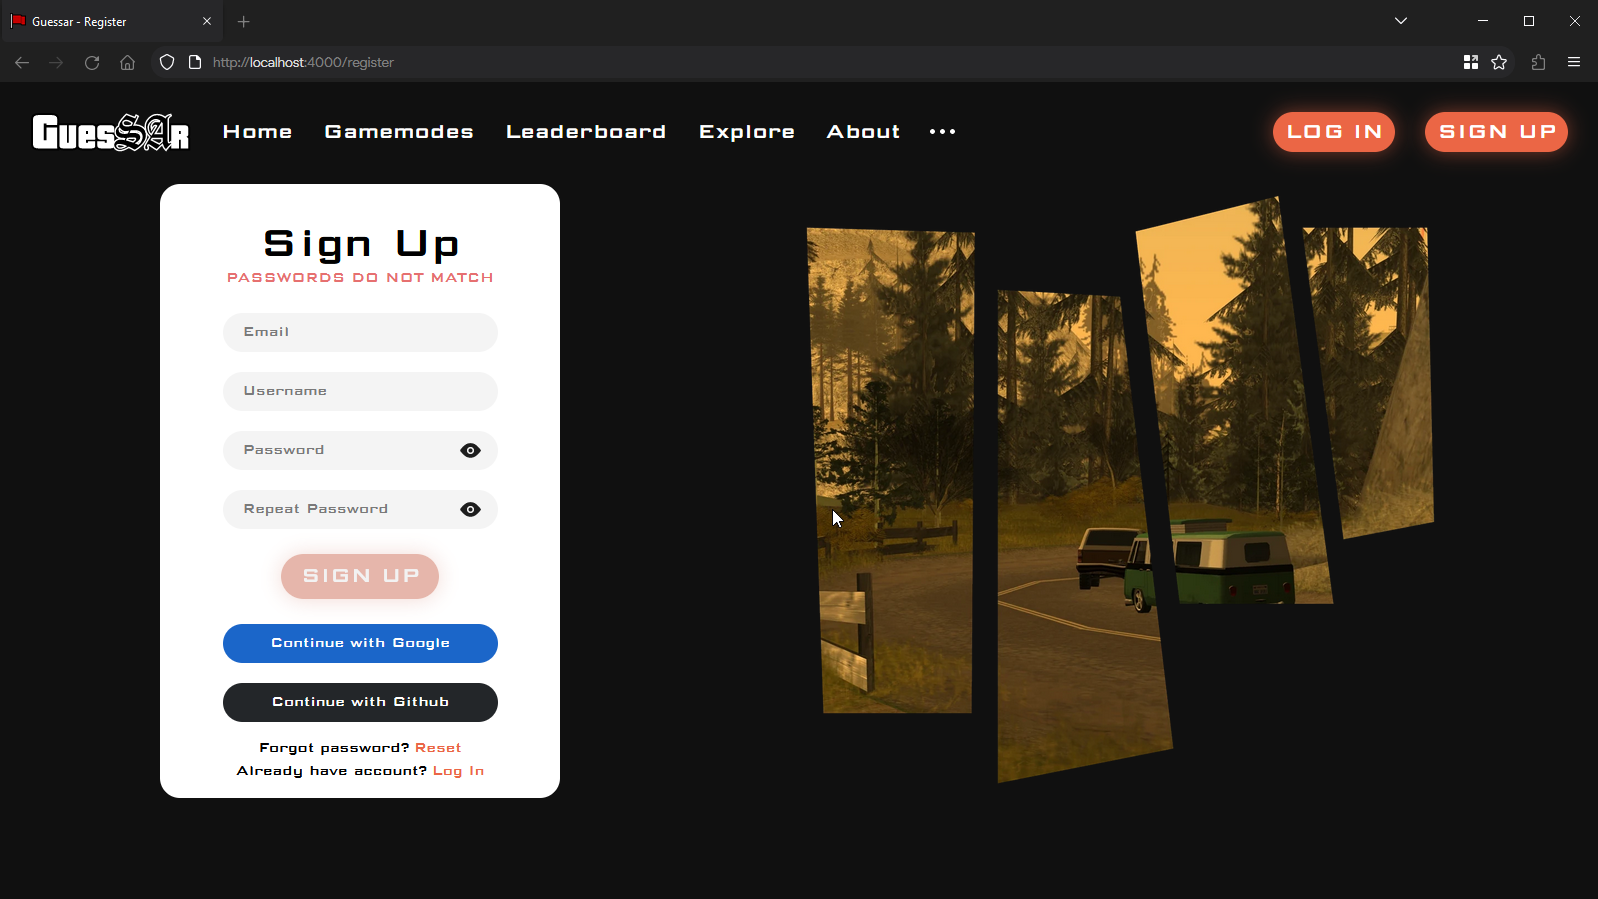 Guessar - Register
http://localhost:4000/register
GuesSAr
Home
Gamemodes
Leaderboard
Explore
About
LOG IN
SIGN UP
Sign Up
PASSWORDS DO NOT MATCH
Email
Username
Password
Repeat Password
SIGN UP
Continue with Google
Continue with Github
Forgot password? Reset
Already have account? Log In